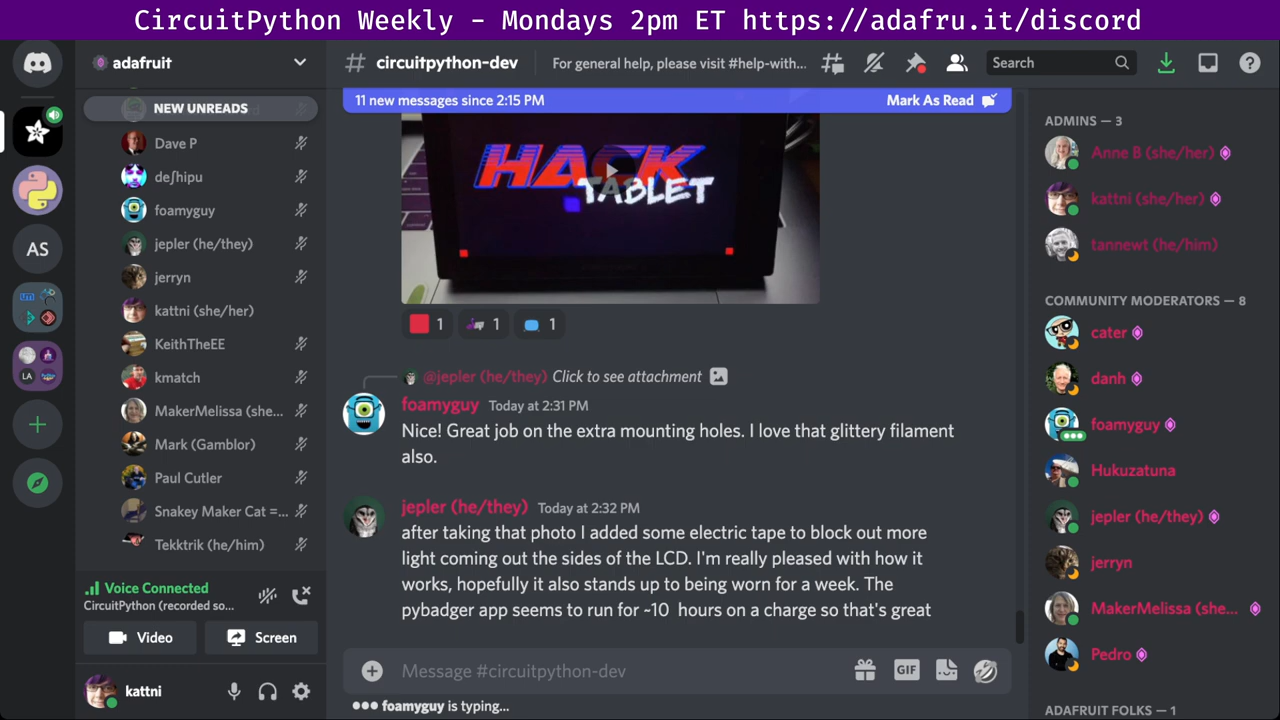 CircuitPython Weekly - Mondays 2pm ET https://adafru.it/discord
adafruit
# circuitpython-dev
For general help, please visit #help-with...
Search
NEW UNREADS
Dave P
deʃhipu
foamyguy
jepler (he/they)
jerryn
kattni (she/her)
KeithTheEE
kmatch
MakerMelissa (she...
Mark (Gamblor)
Paul Cutler
Snakey Maker Cat =...
Tekktrik (he/him)
AS
LA
Voice Connected
CircuitPython (recorded so...
Video
Screen
kattni
11 new messages since 2:15 PM
Mark As Read
HACK
TABLET
1
1
1
@jepler (he/they) Click to see attachment
foamyguy Today at 2:31 PM
Nice! Great job on the extra mounting holes. I love that glittery filament
also.
jepler (he/they) Today at 2:32 PM
after taking that photo I added some electric tape to block out more
light coming out the sides of the LCD. I'm really pleased with how it
works, hopefully it also stands up to being worn for a week. The
pybadger app seems to run for ~10 hours on a charge so that's great
Message #circuitpython-dev
GIF
foamyguy is typing...
ADMINS — 3
Anne B (she/her)
kattni (she/her)
tannewt (he/him)
COMMUNITY MODERATORS — 8
cater
danh
foamyguy
Hukuzatuna
jepler (he/they)
jerryn
MakerMelissa (she...
Pedro
ADAFRUIT FOLKS — 1